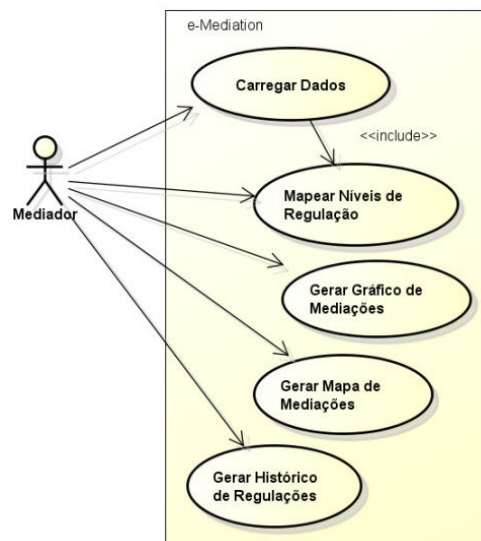 e-Mediation
Carregar Dados
<<include>>
Mapear Níveis de
Regulação
Mediador
Gerar Gráfico de
Mediações
Gerar Mapa de
Mediações
Gerar Histórico
de Regulações